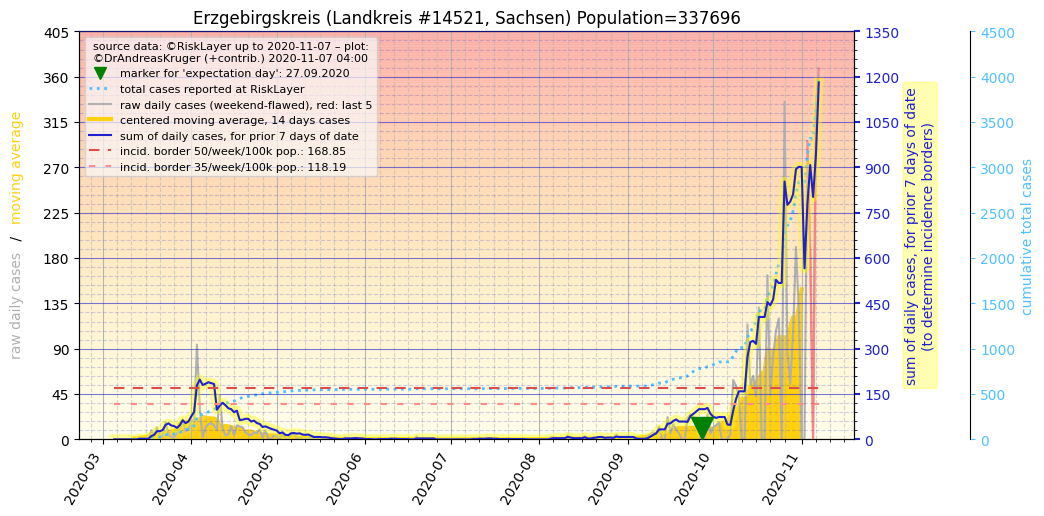 Erzgebirgskreis (Landkreis #14521, Sachsen) Population=337696
source data: ©RiskLayer up to 2020-11-07 – plot:
©DrAndreasKruger (+contrib.) 2020-11-07 04:00
marker for 'expectation day': 27.09.2020
total cases reported at RiskLayer
raw daily cases (weekend-flawed), red: last 5
centered moving average, 14 days cases
sum of daily cases, for prior 7 days of date
incid. border 50/week/100k pop.: 168.85
incid. border 35/week/100k pop.: 118.19
raw daily cases / moving average
405
360
315
270
225
180
135
90
45
0
2020-03
2020-04
2020-05
2020-06
2020-07
2020-08
2020-09
2020-10
2020-11
1350
1200
1050
900
750
600
450
300
150
0
sum of daily cases, for prior 7 days of date
(to determine incidence borders)
4500
4000
3500
3000
2500
2000
1500
1000
500
0
cumulative total cases